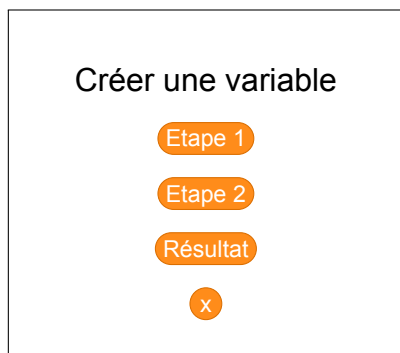 Créer une variable
Etape 1
Etape 2
Résultat
x